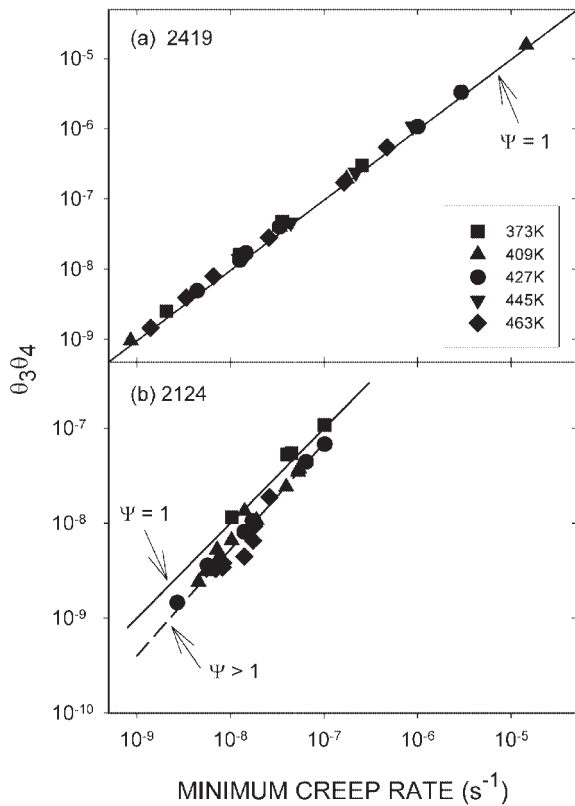 (a) 2419
10⁻⁵
10⁻⁶
Ψ = 1
10⁻⁷
373K
409K
427K
445K
463K
10⁻⁸
10⁻⁹
θ₃θ₄
(b) 2124
10⁻⁷
Ψ = 1
10⁻⁸
10⁻⁹
Ψ > 1
10⁻¹⁰
10⁻⁹ 10⁻⁸ 10⁻⁷ 10⁻⁶ 10⁻⁵
MINIMUM CREEP RATE (s⁻¹)